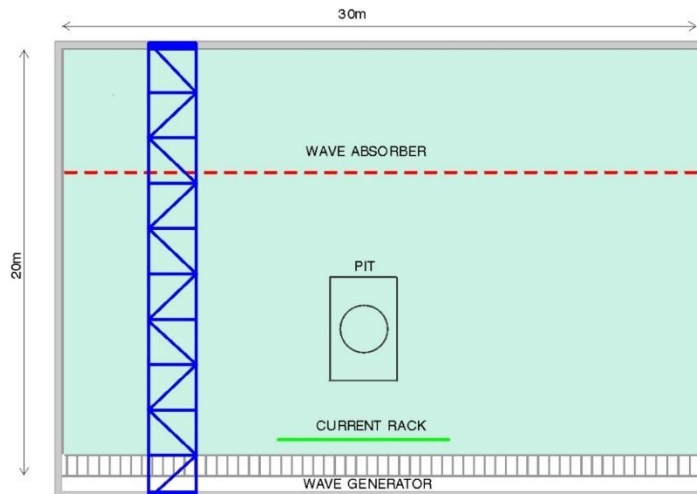 30m
WAVE ABSORBER
20m
PIT
CURRENT RACK
WAVE GENERATOR